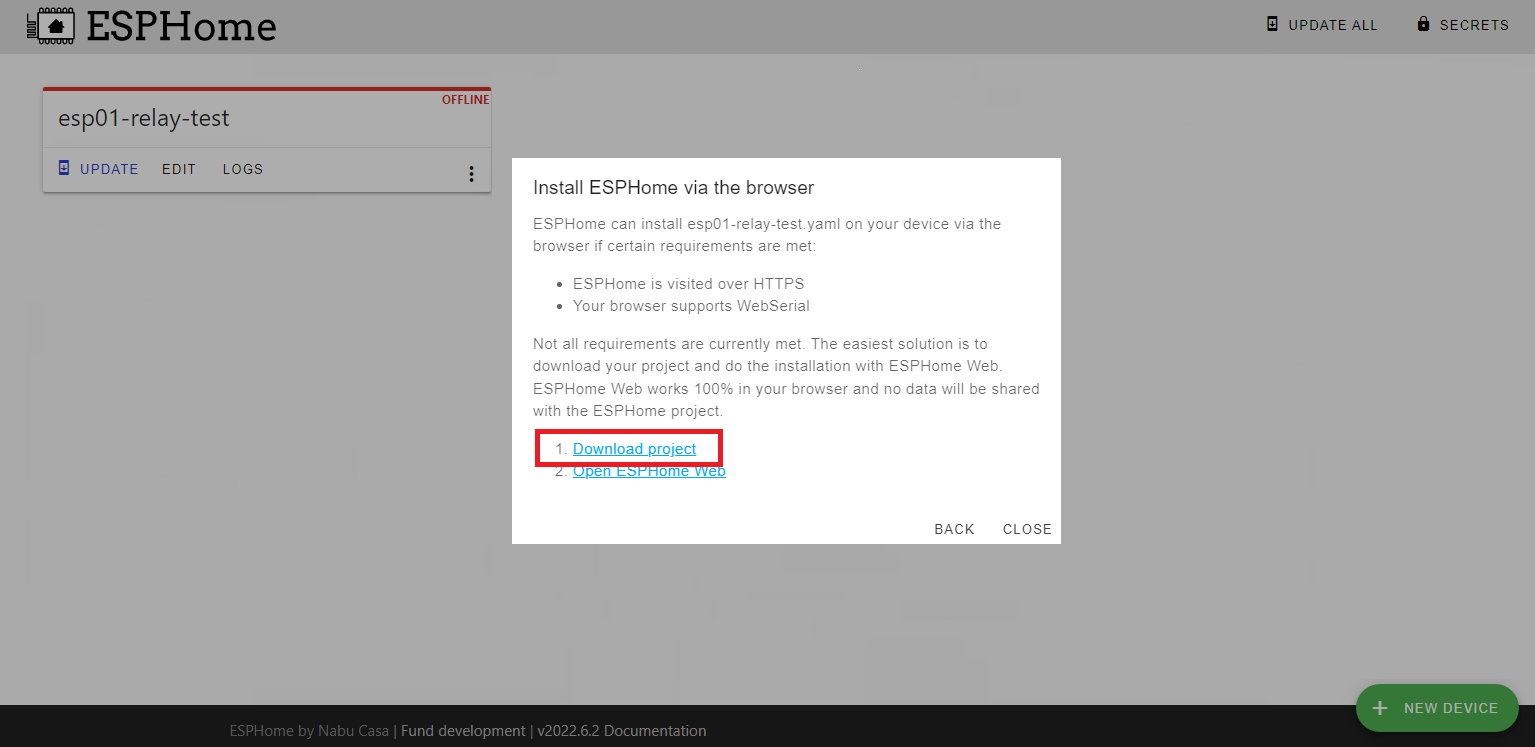 ESPHome
UPDATE ALL
SECRETS
OFFLINE
esp01-relay-test
UPDATE
EDIT
LOGS
Install ESPHome via the browser
ESPHome can install esp01-relay-test.yaml on your device via the
browser if certain requirements are met:
• ESPHome is visited over HTTPS
• Your browser supports WebSerial
Not all requirements are currently met. The easiest solution is to
download your project and do the installation with ESPHome Web.
ESPHome Web works 100% in your browser and no data will be shared
with the ESPHome project.
1. Download project
2. Open ESPHome Web
BACK
CLOSE
+ NEW DEVICE
ESPHome by Nabu Casa | Fund development | v2022.6.2 Documentation